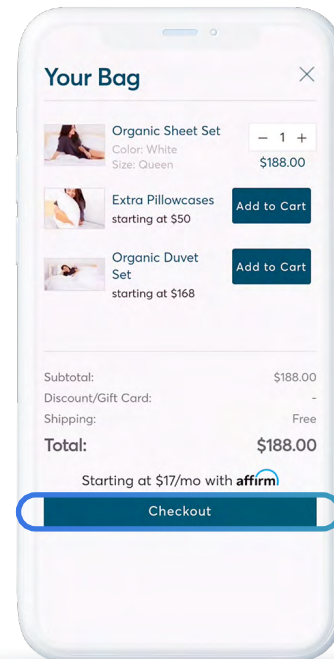 Your Bag
Organic Sheet Set
Color: White
Size: Queen
− 1 +
$188.00
Extra Pillowcases
starting at $50
Add to Cart
Organic Duvet
Set
starting at $168
Add to Cart
Subtotal: $188.00
Discount/Gift Card: -
Shipping: Free
Total: $188.00
Starting at $17/mo with affirm
Checkout